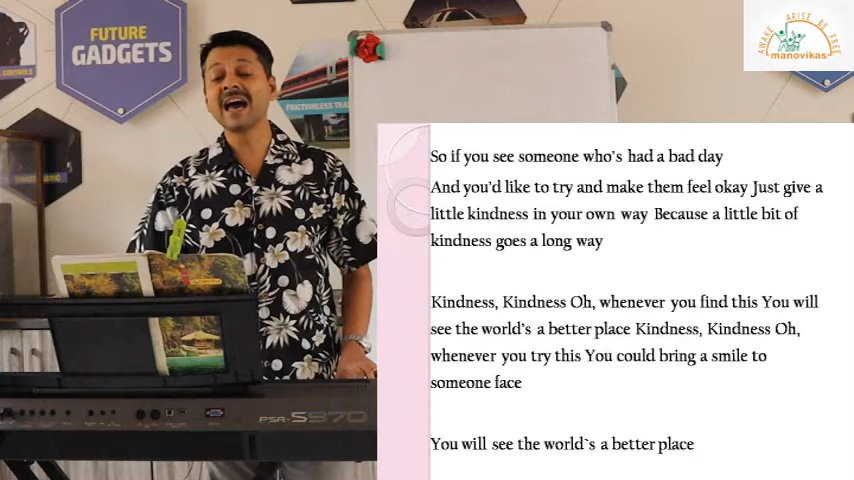 FUTURE
GADGETS
CONTROLS
FRICTIONLESS TRA
AWAKE ARISE BE FREE
manovikas
So if you see someone who's had a bad day
And you'd like to try and make them feel okay Just give a
little kindness in your own way Because a little bit of
kindness goes a long way
Kindness, Kindness Oh, whenever you find this You will
see the world's a better place Kindness, Kindness Oh,
whenever you try this You could bring a smile to
someone face
You will see the world`s a better place
PSR-S970